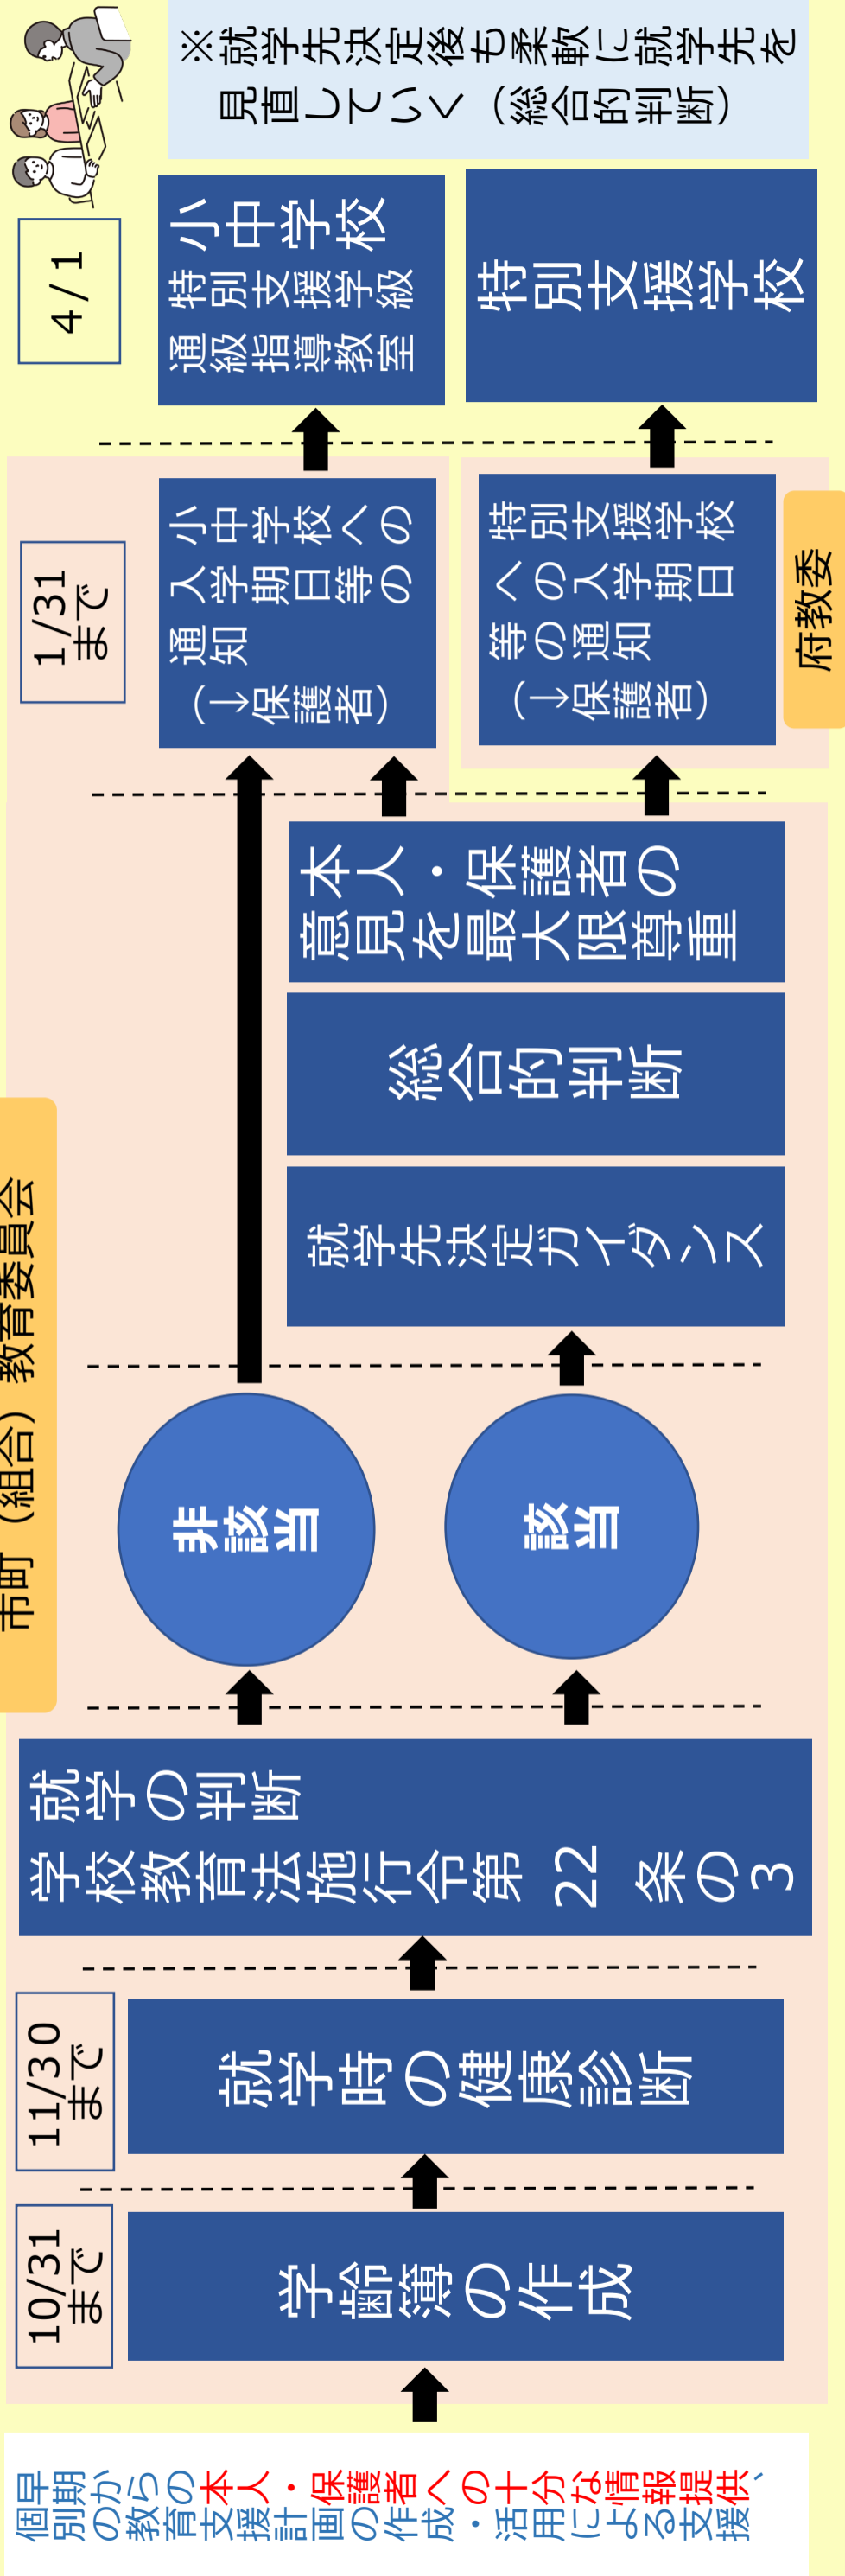 市町（組合）教育委員会
早期からの本人・保護者への十分な情報提供、
個別の教育支援計画の作成・活用による支援
10/31
まで
学齢簿の作成
11/30
まで
就学時の健康診断
就学の判断
学校教育法施行令第 22 条の3
非該当
該当
就学先決定ガイダンス
総合的判断
本人・保護者の
意見を最大限尊重
1/31
まで
小中学校への
入学期日等の
通知
（→保護者）
特別支援学校
への入学期日
等の通知
（→保護者）
府教委
4/1
小中学校
特別支援学級
通級指導教室
特別支援学校
※就学先決定後も柔軟に就学先を
見直していく（総合的判断）